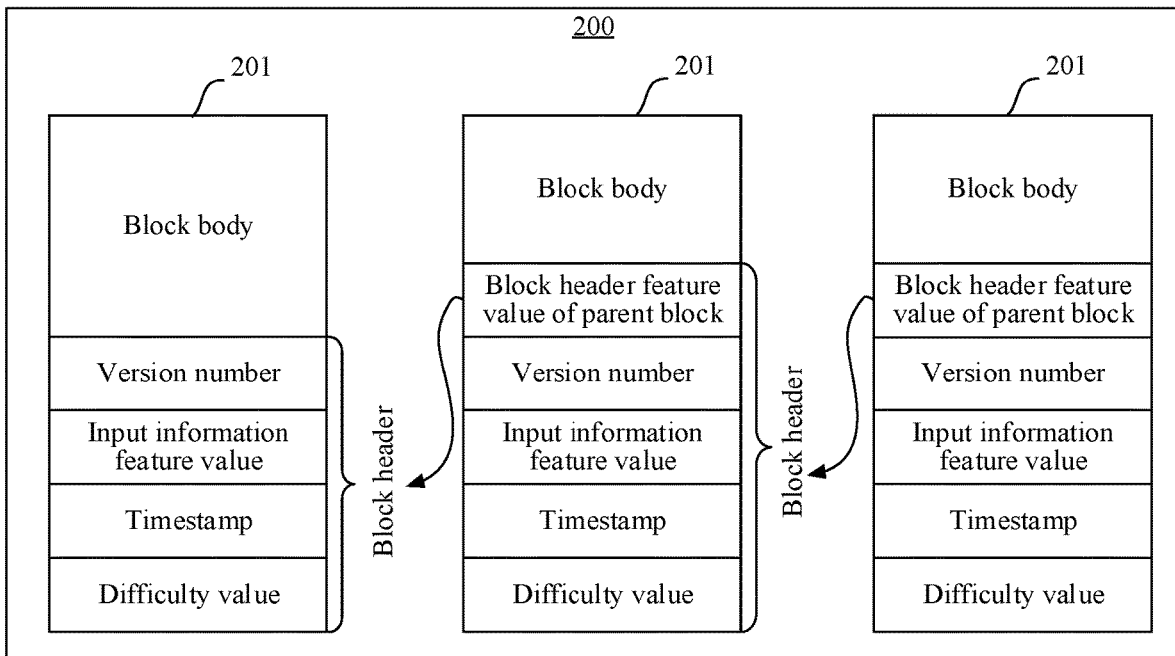 200
201
201
201
Block body
Version number
Input information
feature value
Timestamp
Difficulty value
Block header
Block body
Block header feature
value of parent block
Version number
Input information
feature value
Timestamp
Difficulty value
Block header
Block body
Block header feature
value of parent block
Version number
Input information
feature value
Timestamp
Difficulty value